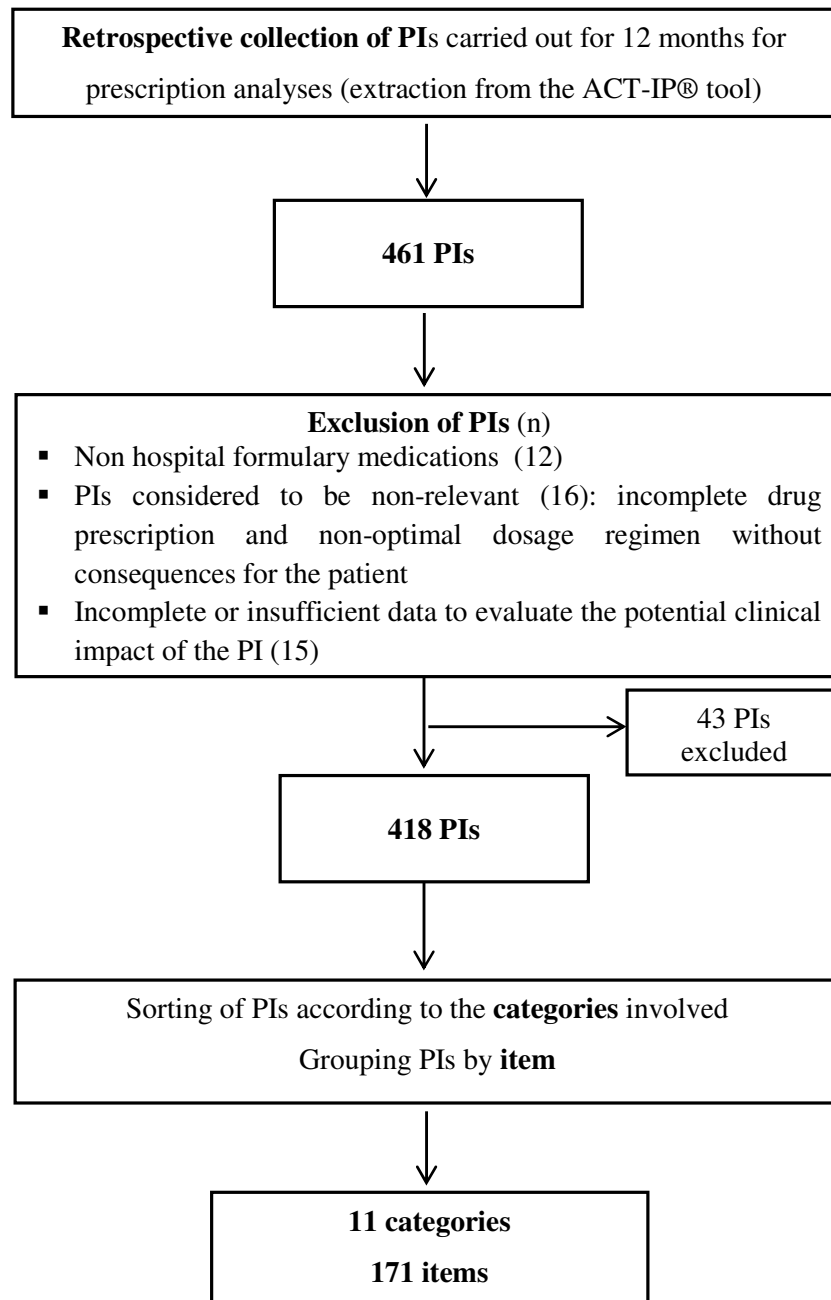 Retrospective collection of PIs carried out for 12 months for
prescription analyses (extraction from the ACT-IP® tool)
461 PIs
Exclusion of PIs (n)
▪ Non hospital formulary medications (12)
▪ PIs considered to be non-relevant (16): incomplete drug
prescription and non-optimal dosage regimen without
consequences for the patient
▪ Incomplete or insufficient data to evaluate the potential clinical
impact of the PI (15)
43 PIs
excluded
418 PIs
Sorting of PIs according to the categories involved
Grouping PIs by item
11 categories
171 items